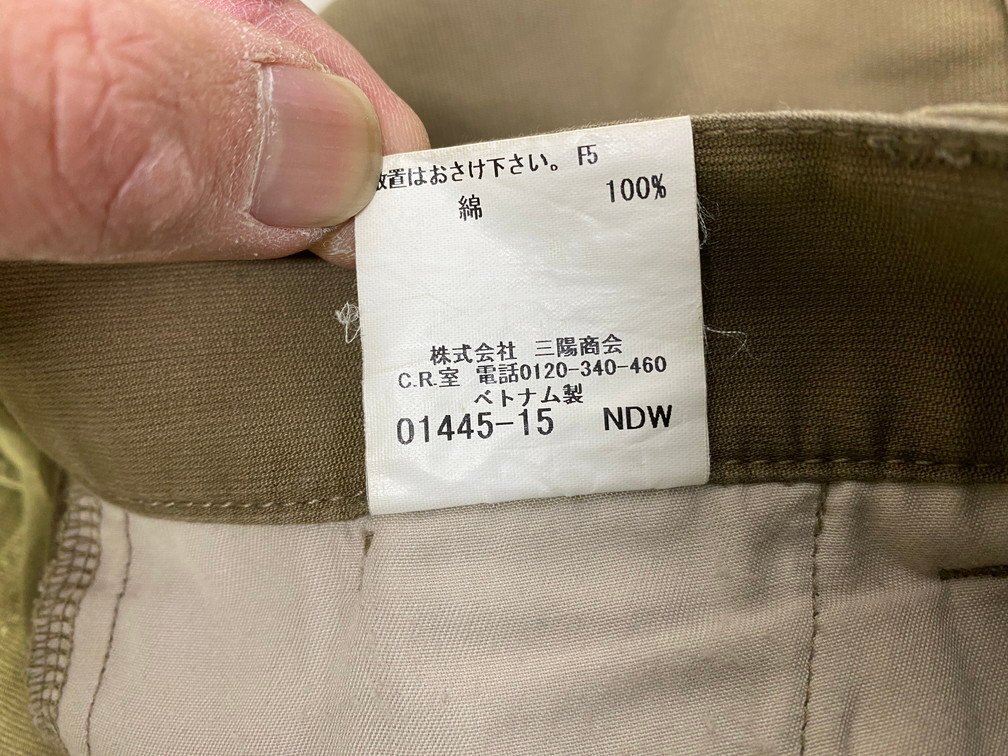 放置はおさけ下さい。 F5
綿 100%
株式会社 三陽商会
C.R.室 電話0120-340-460
ベトナム製
01445-15 NDW